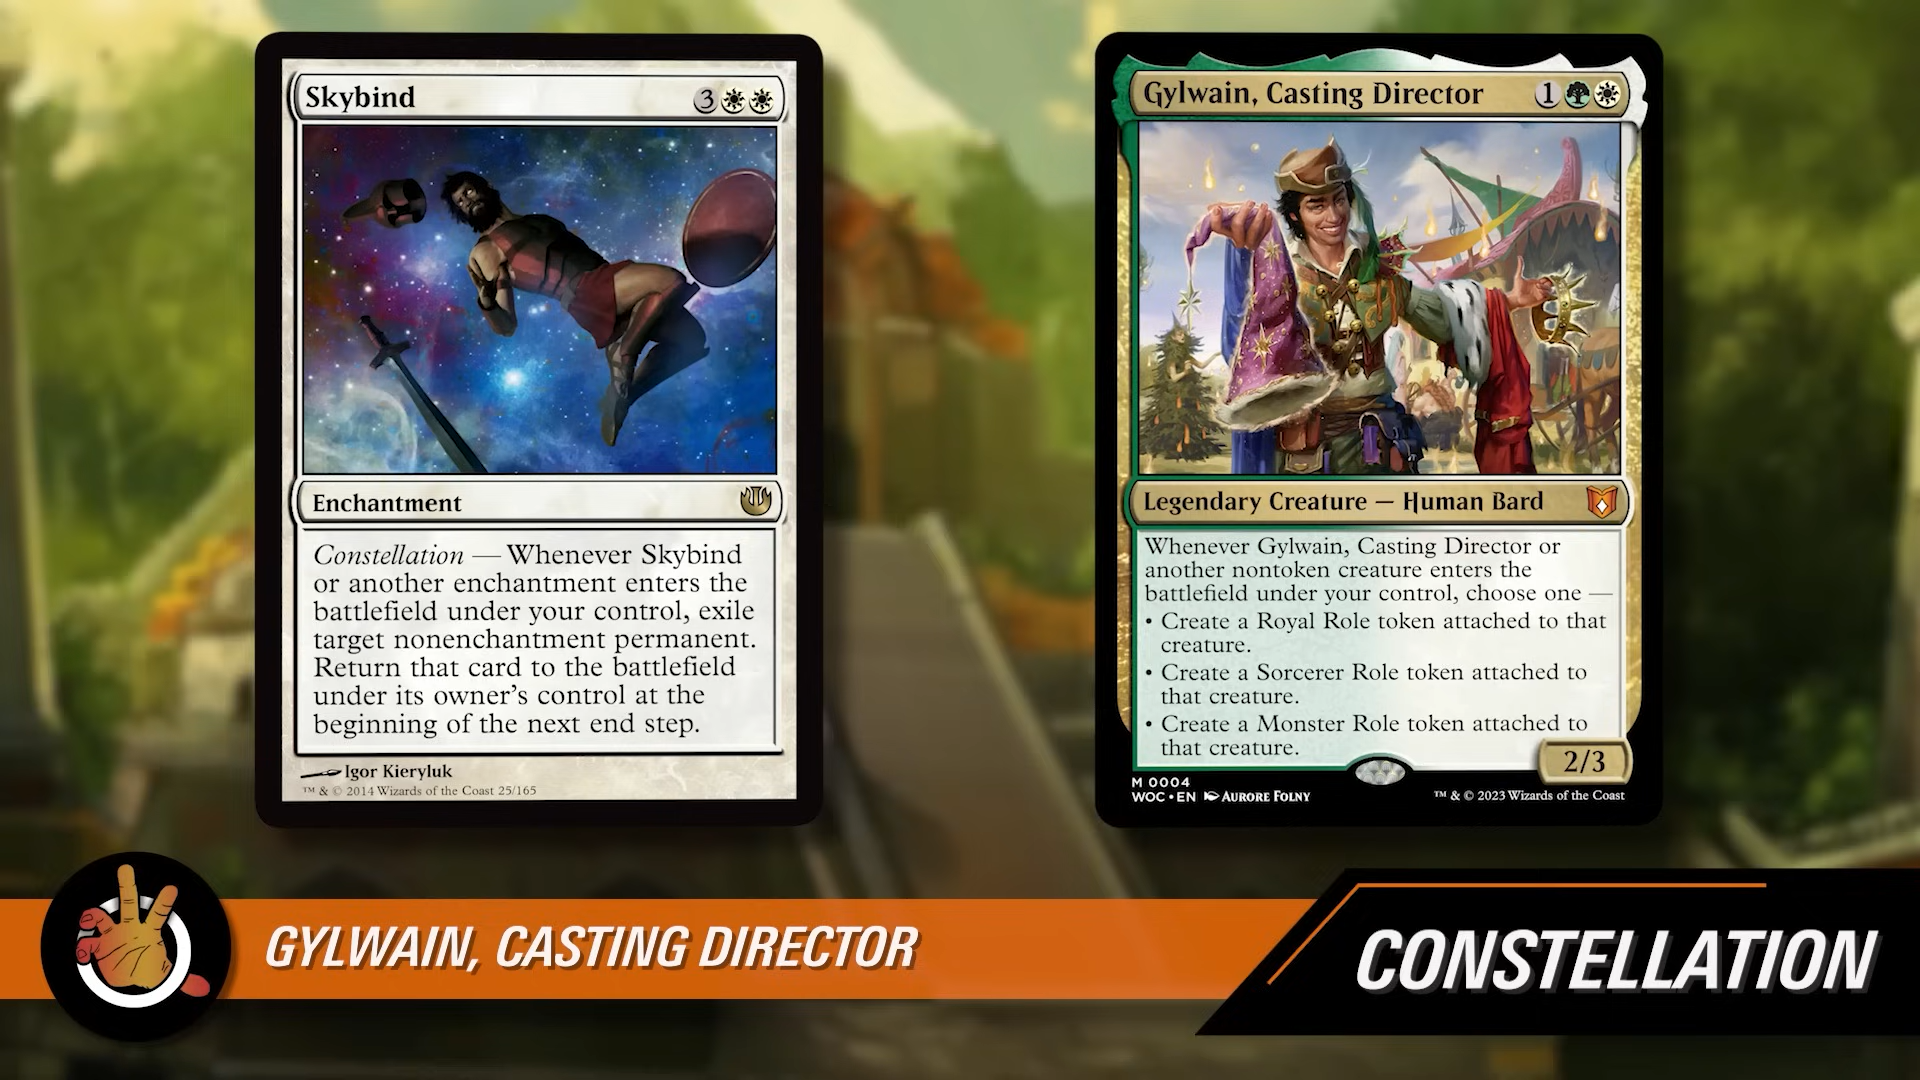 Skybind
3
Enchantment
Constellation — Whenever Skybind
or another enchantment enters the
battlefield under your control, exile
target nonenchantment permanent.
Return that card to the battlefield
under its owner's control at the
beginning of the next end step.
Igor Kieryluk
™ & © 2014 Wizards of the Coast 25/165
Gylwain, Casting Director
1
Legendary Creature — Human Bard
Whenever Gylwain, Casting Director or
another nontoken creature enters the
battlefield under your control, choose one —
• Create a Royal Role token attached to that
creature.
• Create a Sorcerer Role token attached to
that creature.
• Create a Monster Role token attached to
that creature.
2/3
M 0004
WOC • EN AURORE FOLNY
™ & © 2023 Wizards of the Coast
GYLWAIN, CASTING DIRECTOR
CONSTELLATION